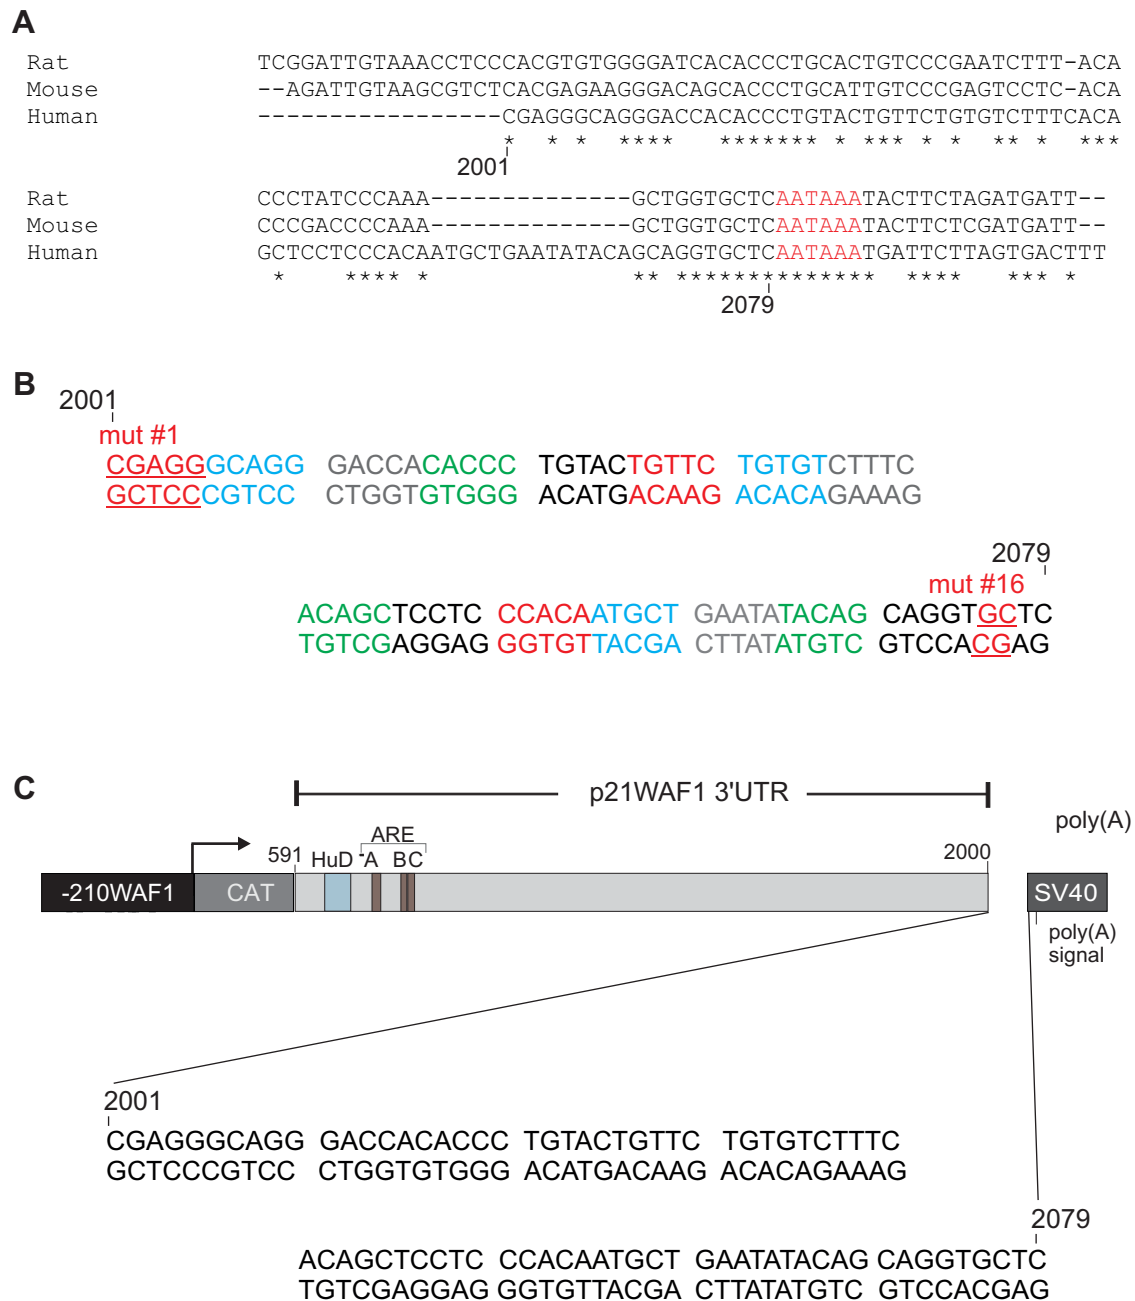 A
Rat TCGGATTGTAAACCTCCCACGTGTGGGGATCACACCCTGCACTGTCCCGAATCTTT-ACA
Mouse --AGATTGTAAGCGTCTCACGAGAAGGGACAGCACCCTGCATTGTCCCGAGTCCTC-ACA
Human -----------------CGAGGGCAGGGACCACACCCTGTACTGTTCTGTGTCTTTCACA
* * * **** ******* * *** * * * ** * ***
2001
Rat CCCTATCCCAAA--------------GCTGGTGCTCAATAAATACTTCTAGATGATT--
Mouse CCCGACCCCAAA--------------GCTGGTGCTCAATAAATACTTCTCGATGATT--
Human GCTCCTCCCACAATGCTGAATATACAGCAGGTGCTCAATAAATGATTCTTAGTGACTTT
* **** * ** ************** **** *** *
2079
B
2001
mut #1
CGAGGGCAGG GACCACACCC TGTACTGTTC TGTGTCTTTC
GCTCCCGTCC CTGGTGTGGG ACATGACAAG ACACAGAAAG
2079
mut #16
ACAGCTCCTC CCACAATGCT GAATATACAG CAGGTGCTC
TGTCGAGGAG GGTGTTACGA CTTATATGTC GTCCACGAG
C
p21WAF1 3'UTR
poly(A)
ARE
591 HuD A B C 2000
-210WAF1 CAT SV40
poly(A)
signal
2001
CGAGGGCAGG GACCACACCC TGTACTGTTC TGTGTCTTTC
GCTCCCGTCC CTGGTGTGGG ACATGACAAG ACACAGAAAG
2079
ACAGCTCCTC CCACAATGCT GAATATACAG CAGGTGCTC
TGTCGAGGAG GGTGTTACGA CTTATATGTC GTCCACGAG